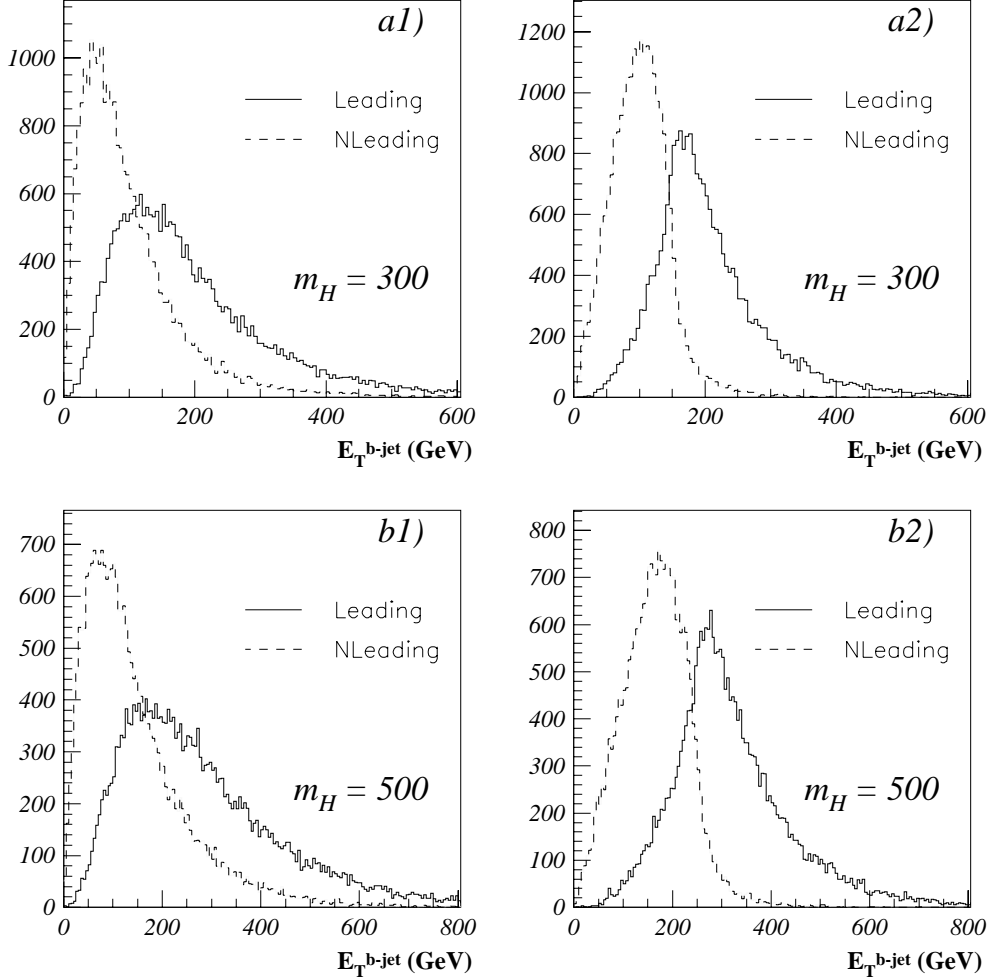 a1)
1000
800
600
400
200
0
Leading
NLeading
m_H = 300
0 200 400 600
E_T^b-jet (GeV)
a2)
1200
1000
800
600
400
200
0
Leading
NLeading
m_H = 300
0 200 400 600
E_T^b-jet (GeV)
b1)
700
600
500
400
300
200
100
0
Leading
NLeading
m_H = 500
0 200 400 600 800
E_T^b-jet (GeV)
b2)
800
700
600
500
400
300
200
100
0
Leading
NLeading
m_H = 500
0 200 400 600 800
E_T^b-jet (GeV)